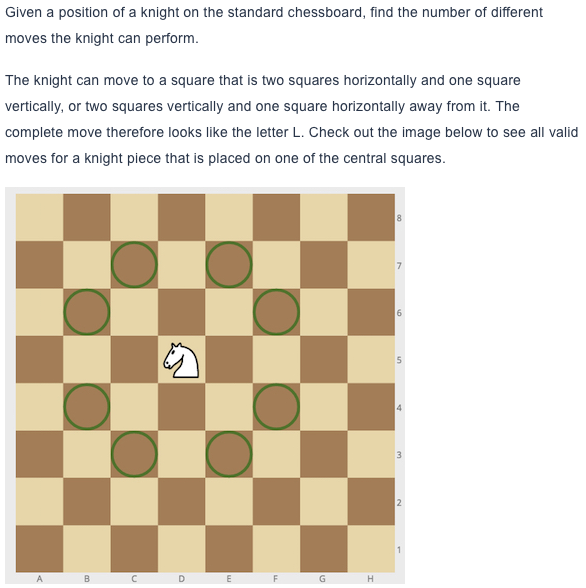 Given a position of a knight on the standard chessboard, find the number of different
moves the knight can perform.
The knight can move to a square that is two squares horizontally and one square
vertically, or two squares vertically and one square horizontally away from it. The
complete move therefore looks like the letter L. Check out the image below to see all valid
moves for a knight piece that is placed on one of the central squares.
8
7
6
5
4
3
2
1
A B C D E F G H